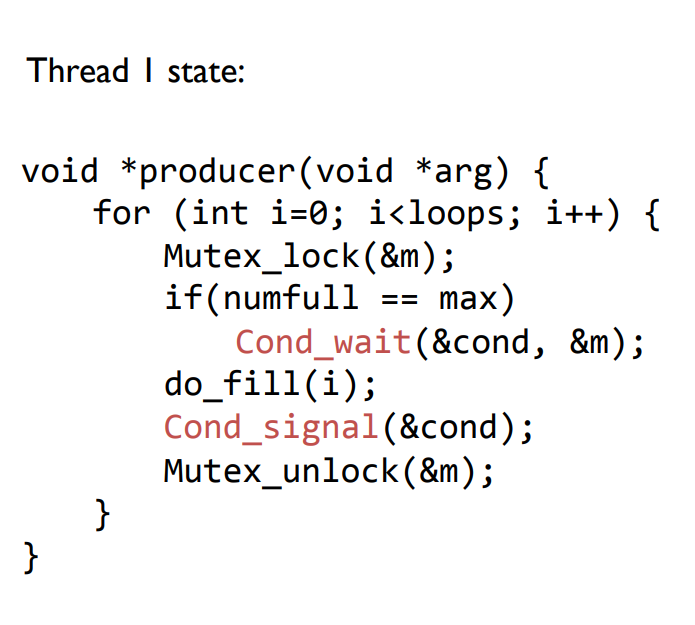 Thread 1 state:
void *producer(void *arg) {
    for (int i=0; i<loops; i++) {
        Mutex_lock(&m);
        if(numfull == max)
            Cond_wait(&cond, &m);
        do_fill(i);
        Cond_signal(&cond);
        Mutex_unlock(&m);
    }
}